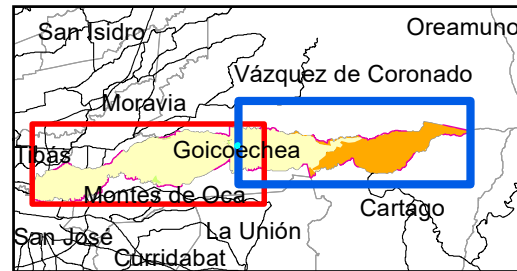 San Isidro
Oreamuno
Vázquez de Coronado
Moravia
Tibás
Goicoechea
Montes de Oca
Cartago
La Unión
San José
Curridabat